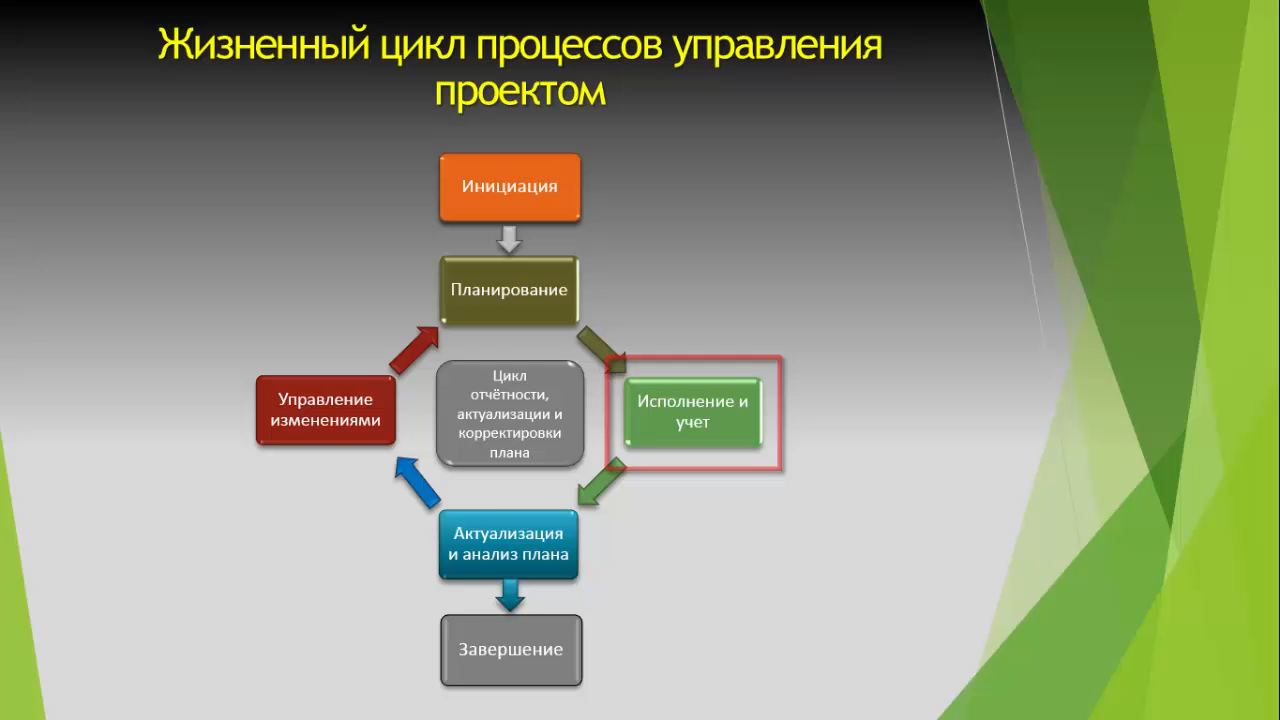 Жизненный цикл процессов управления
проектом
Инициация
Планирование
Управление
изменениями
Цикл
отчётности,
актуализации и
корректировки
плана
Исполнение и
учет
Актуализация
и анализ плана
Завершение